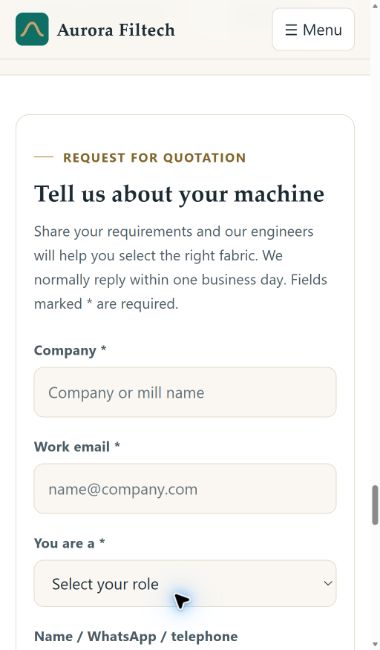 Aurora Filtech
☰ Menu
REQUEST FOR QUOTATION
Tell us about your machine
Share your requirements and our engineers
will help you select the right fabric. We
normally reply within one business day. Fields
marked * are required.
Company *
Company or mill name
Work email *
name@company.com
You are a *
Select your role
Name / WhatsApp / telephone